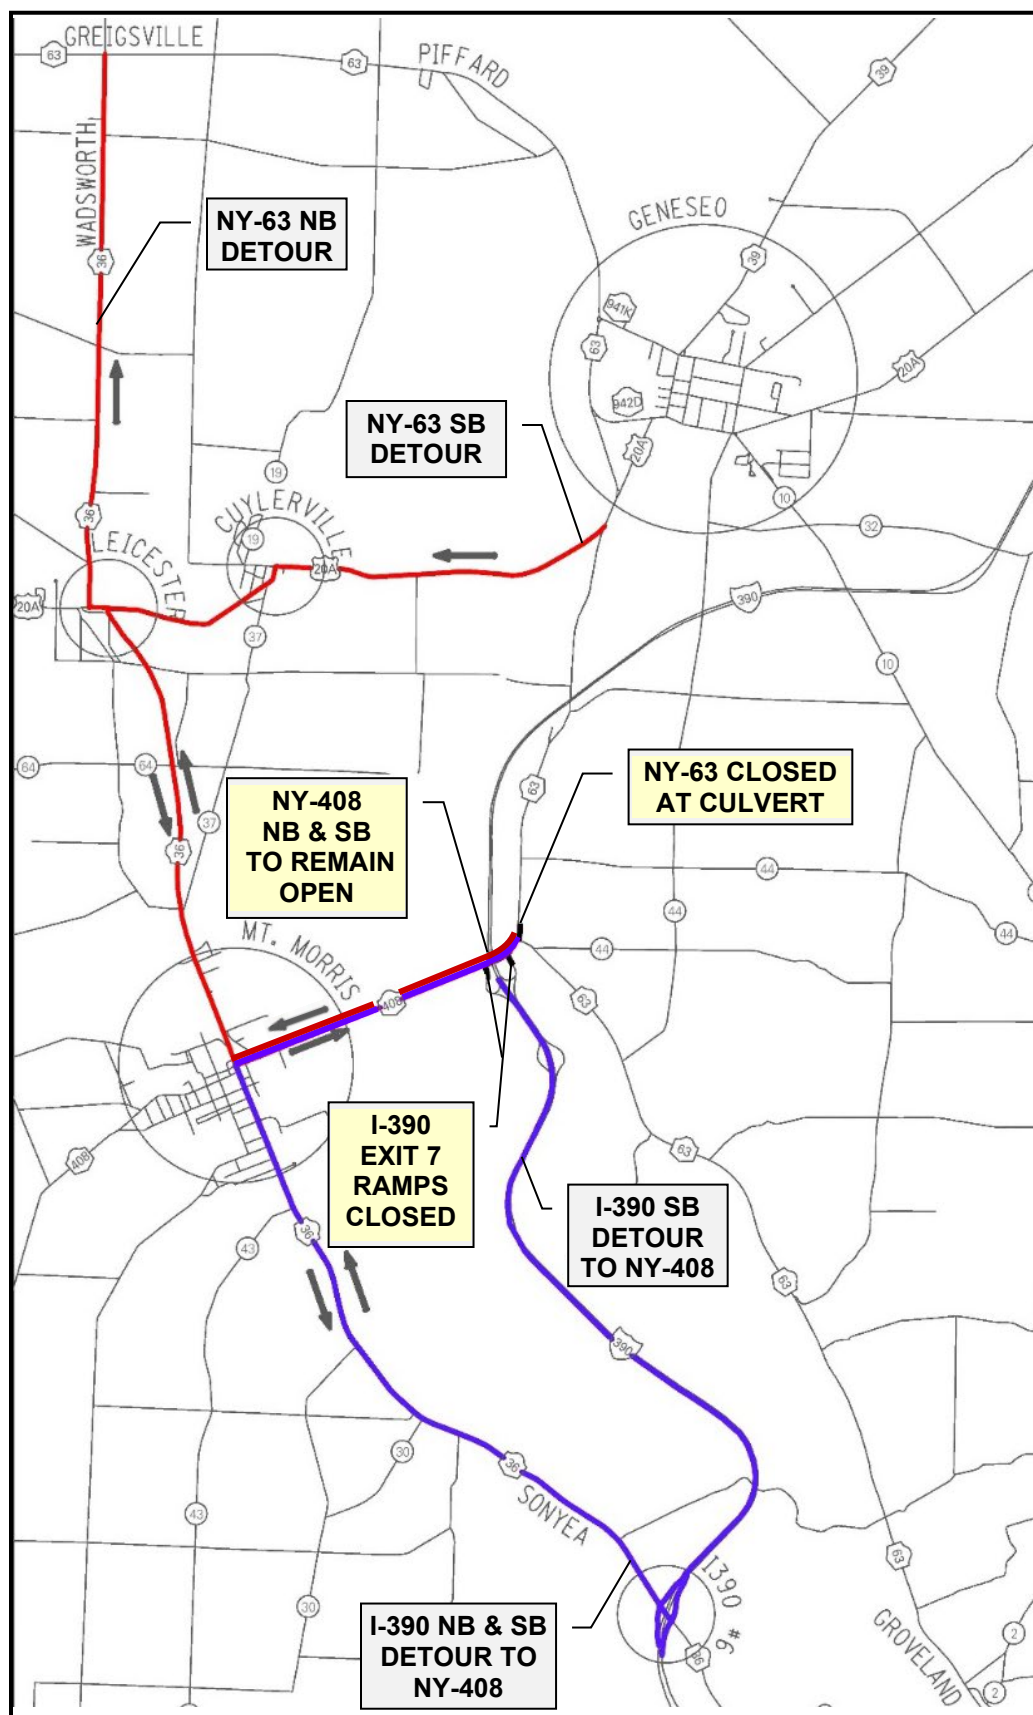 GREIGSVILLE
63
63
PIFFARD
39
WADSWORTH
NY-63 NB
DETOUR
GENESEO
36
39
941K
63
20A
942D
NY-63 SB
DETOUR
20A
19
10
36
CUYLERVILLE
19
32
LEICESTER
20A
20A
390
37
10
64
64
63
NY-63 CLOSED
AT CULVERT
NY-408
NB & SB
TO REMAIN
OPEN
37
36
44
44
44
MT. MORRIS
44
408
63
I-390
EXIT 7
RAMPS
CLOSED
408
63
I-390 SB
DETOUR
TO NY-408
36
43
63
390
30
36
SONYEA
43
63
I390 #6
30
I-390 NB & SB
DETOUR TO
NY-408
36
GROVELAND
2
2